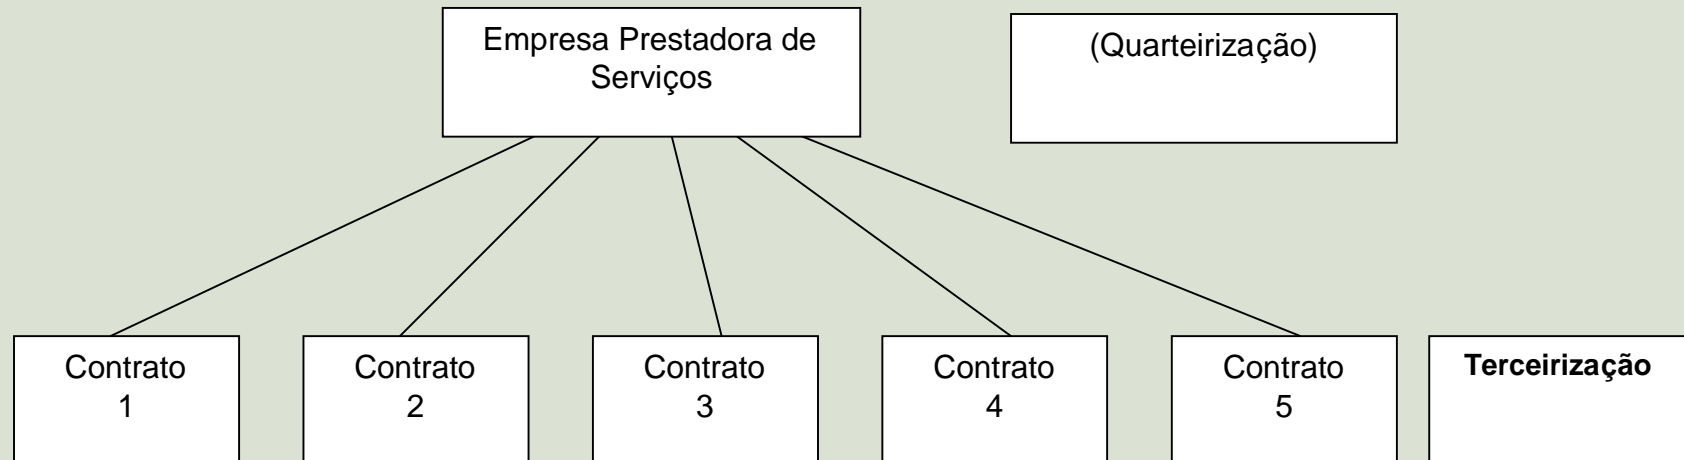 Empresa Prestadora de
Serviços
(Quarteirização)
Contrato
1
Contrato
2
Contrato
3
Contrato
4
Contrato
5
Terceirização